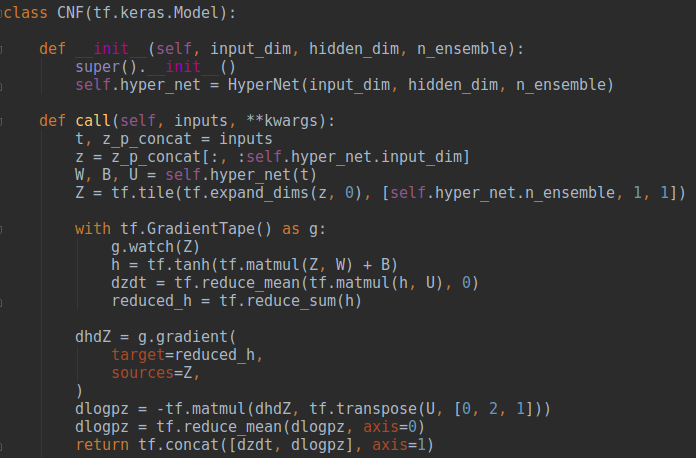 class CNF(tf.keras.Model):
def __init__(self, input_dim, hidden_dim, n_ensemble):
super().__init__()
self.hyper_net = HyperNet(input_dim, hidden_dim, n_ensemble)
def call(self, inputs, **kwargs):
t, z_p_concat = inputs
z = z_p_concat[:, :self.hyper_net.input_dim]
W, B, U = self.hyper_net(t)
Z = tf.tile(tf.expand_dims(z, 0), [self.hyper_net.n_ensemble, 1, 1])
with tf.GradientTape() as g:
g.watch(Z)
h = tf.tanh(tf.matmul(Z, W) + B)
dzdt = tf.reduce_mean(tf.matmul(h, U), 0)
reduced_h = tf.reduce_sum(h)
dhdZ = g.gradient(
target=reduced_h,
sources=Z,
)
dlogpz = -tf.matmul(dhdZ, tf.transpose(U, [0, 2, 1]))
dlogpz = tf.reduce_mean(dlogpz, axis=0)
return tf.concat([dzdt, dlogpz], axis=1)